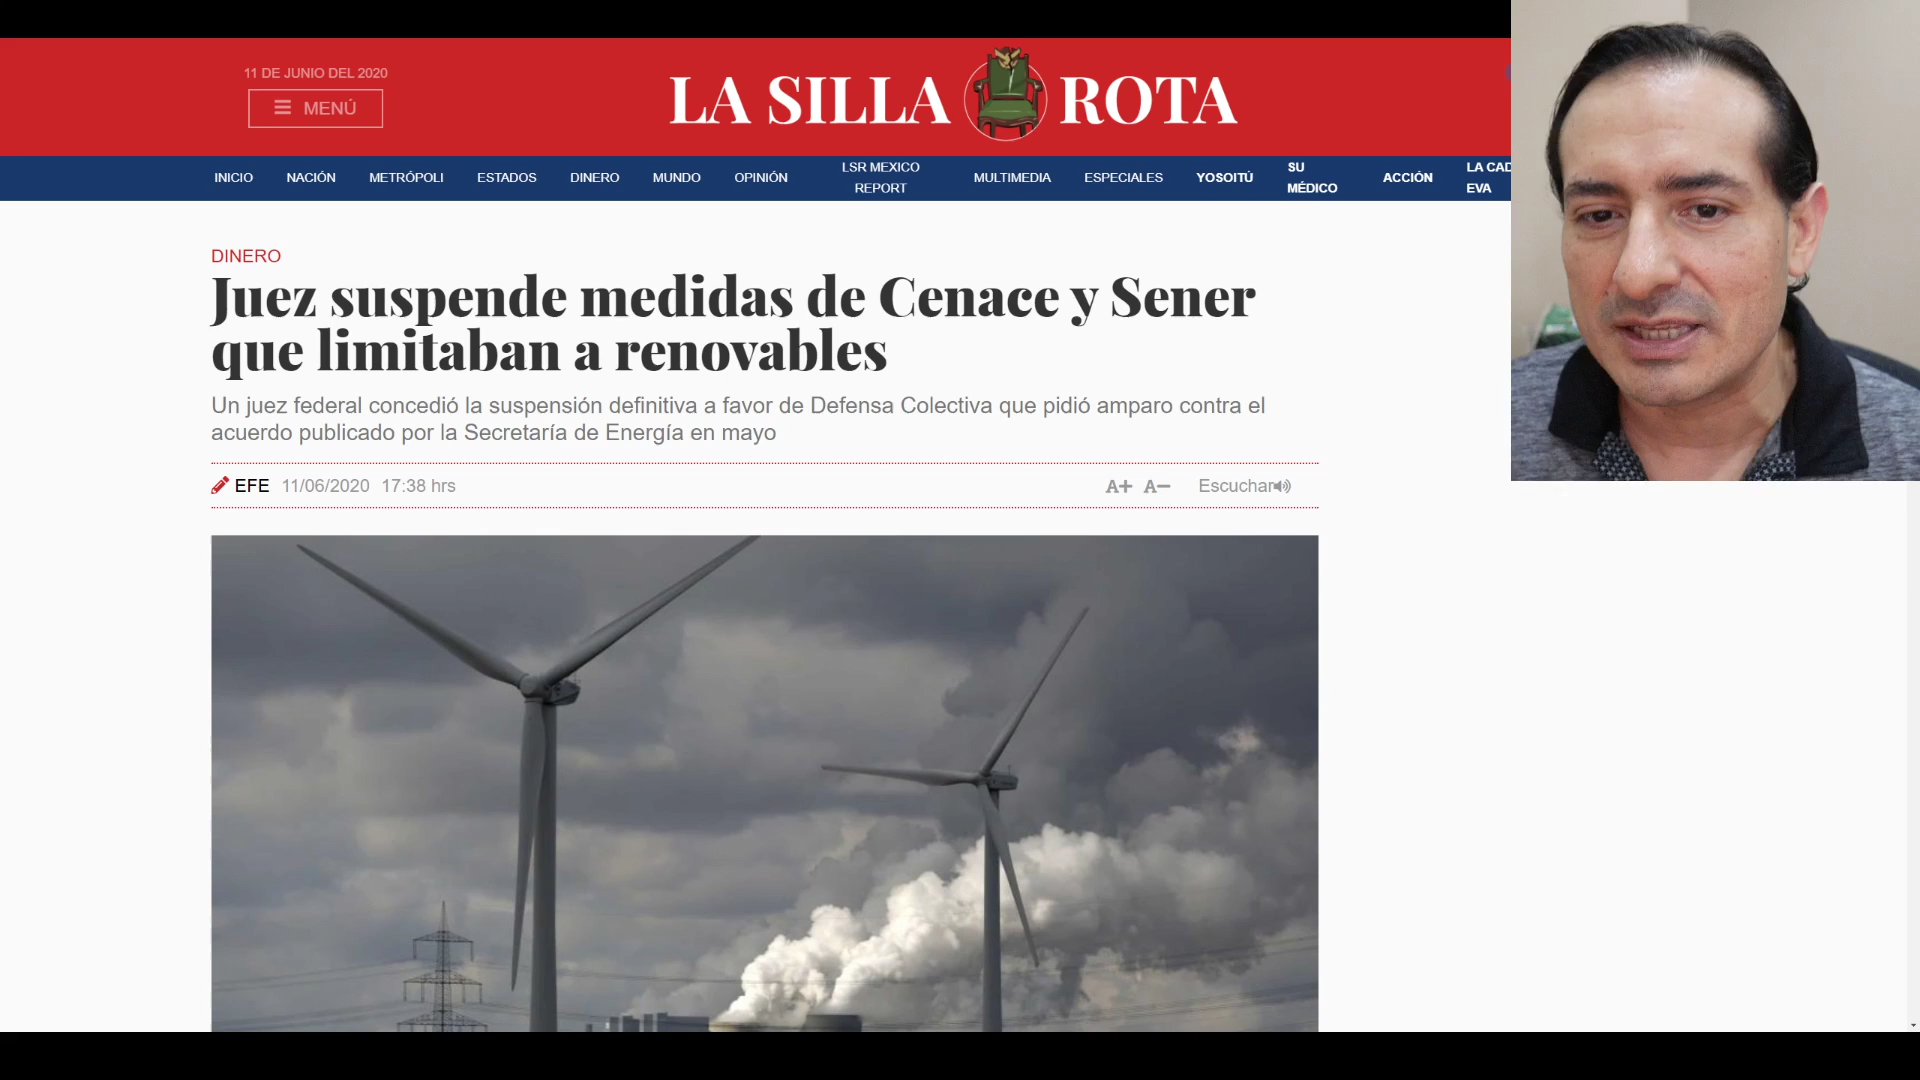 11 DE JUNIO DEL 2020
MENÚ
LA SILLA ROTA
INICIO NACIÓN METRÓPOLI ESTADOS DINERO MUNDO OPINIÓN LSR MEXICO REPORT MULTIMEDIA ESPECIALES YOSOITÚ SU MÉDICO ACCIÓN LA CAD EVA
DINERO
Juez suspende medidas de Cenace y Sener
que limitaban a renovables
Un juez federal concedió la suspensión definitiva a favor de Defensa Colectiva que pidió amparo contra el
acuerdo publicado por la Secretaría de Energía en mayo
EFE 11/06/2020 17:38 hrs A+ A− Escuchar